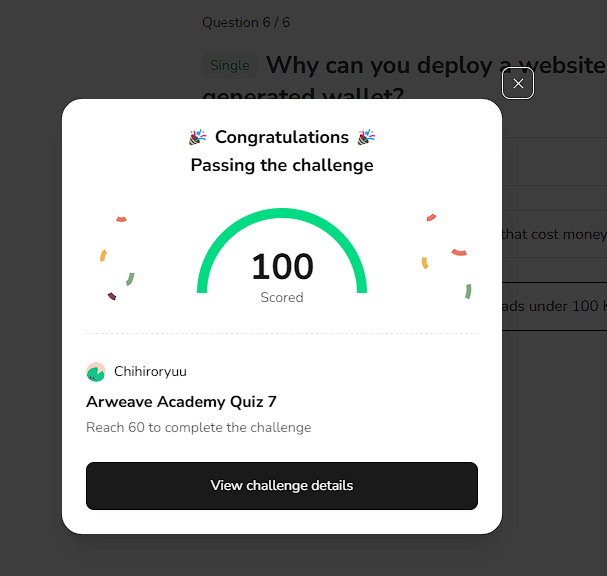 Question 6 / 6
Single Why can you deploy a website
generated wallet?
Congratulations
Passing the challenge
that cost money
100
Scored
ads under 100 K
Chihiroryuu
Arweave Academy Quiz 7
Reach 60 to complete the challenge
View challenge details